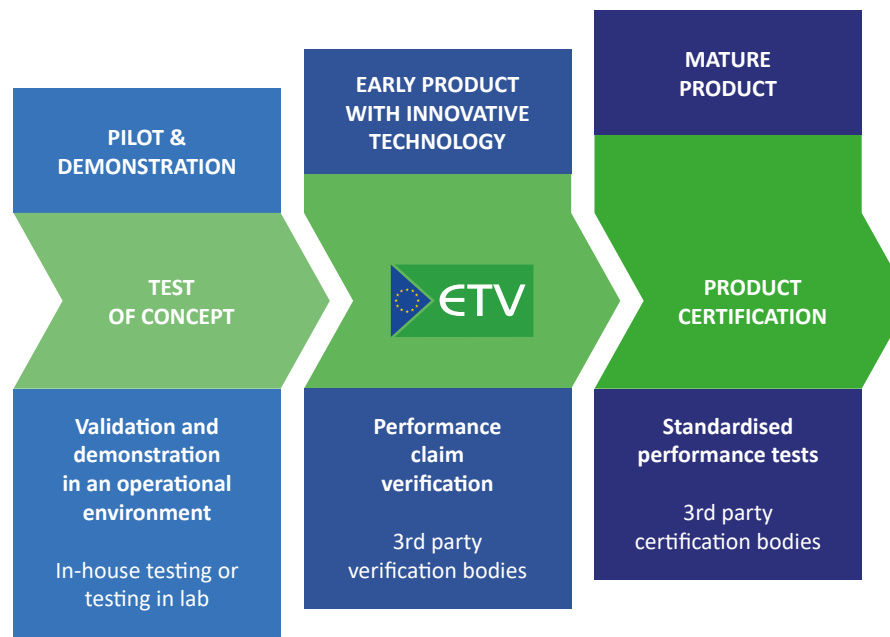 PILOT &
DEMONSTRATION
TEST
OF CONCEPT
Validation and
demonstration
in an operational
environment
In-house testing or
testing in lab
EARLY PRODUCT
WITH INNOVATIVE
TECHNOLOGY
ETV
Performance
claim
verification
3rd party
verification bodies
MATURE
PRODUCT
PRODUCT
CERTIFICATION
Standardised
performance tests
3rd party
certification bodies